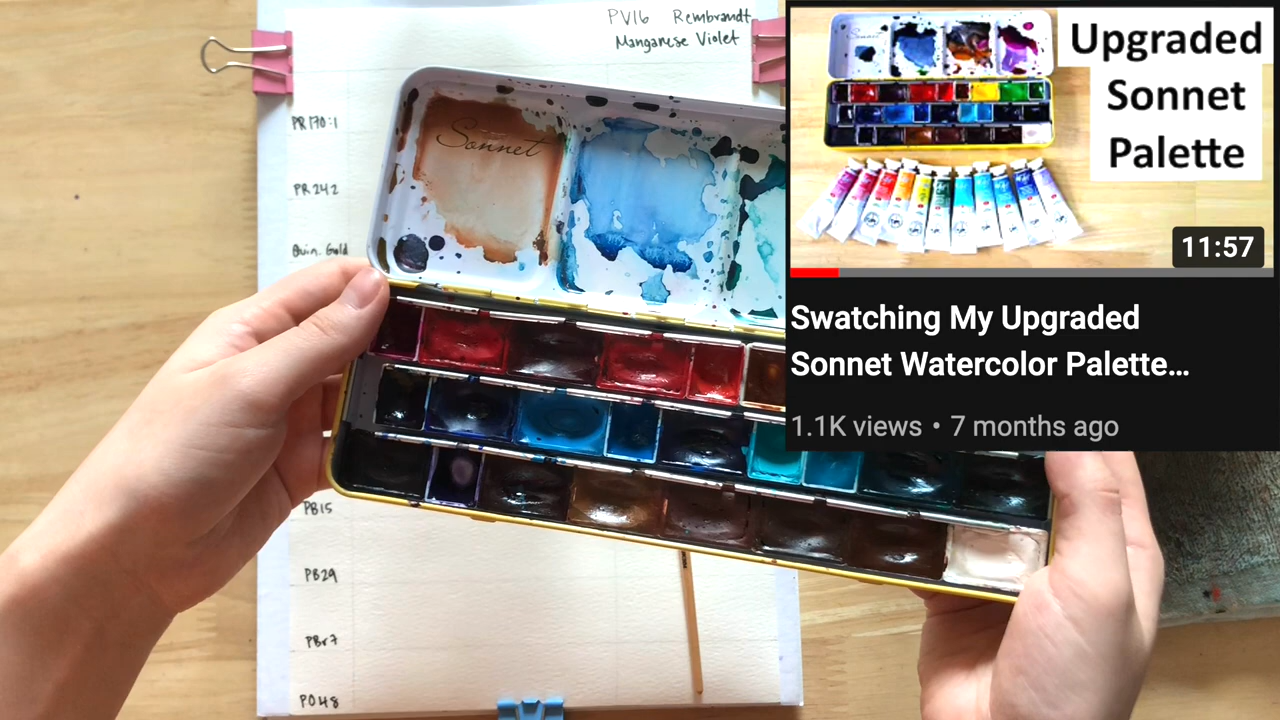 PV16 Rembrandt
Manganese Violet
PR170:1
PR242
Quin. Gold
Sonnet
PB15
PB29
PBr7
PO48
Upgraded
Sonnet
Palette
11:57
Swatching My Upgraded
Sonnet Watercolor Palette…
1.1K views • 7 months ago